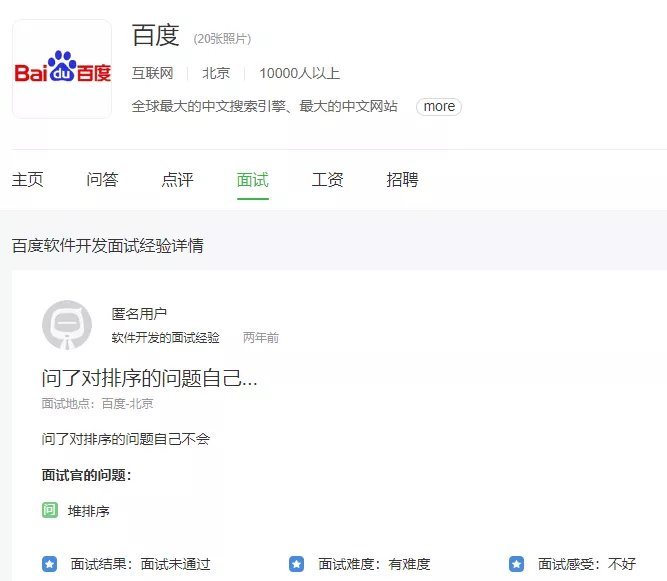 Bai du 百度
百度 (20张照片)
互联网 北京 10000人以上
全球最大的中文搜索引擎、最大的中文网站 more
主页 问答 点评 面试 工资 招聘
百度软件开发面试经验详情
匿名用户
软件开发的面试经验 两年前
问了对排序的问题自己...
面试地点：百度-北京
问了对排序的问题自己不会
面试官的问题：
问 堆排序
面试结果：面试未通过 面试难度：有难度 面试感受：不好